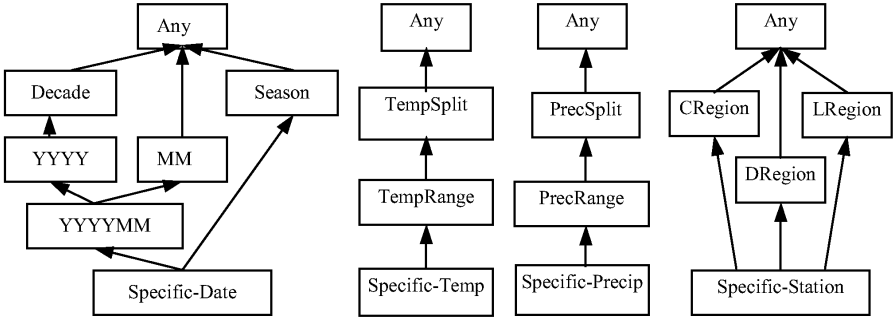 Any
Any
Any
Any
Decade
Season
TempSplit
PrecSplit
CRegion
LRegion
YYYY
MM
DRegion
TempRange
PrecRange
YYYYMM
Specific-Date
Specific-Temp
Specific-Precip
Specific-Station